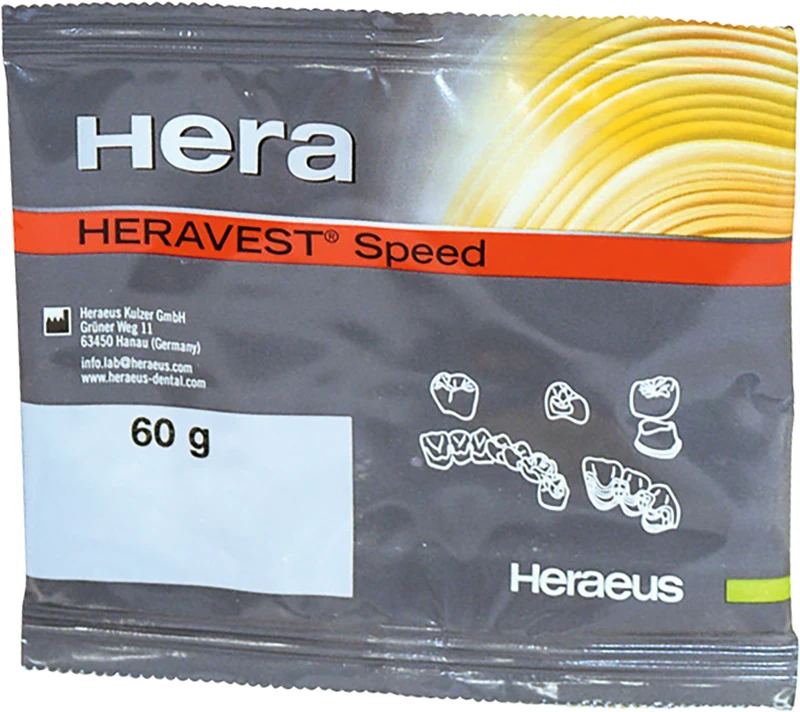 Hera
HERAVEST® Speed
Heraeus Kulzer GmbH
Grüner Weg 11
63450 Hanau (Germany)
info.lab@heraeus.com
www.heraeus-dental.com
60 g
Heraeus